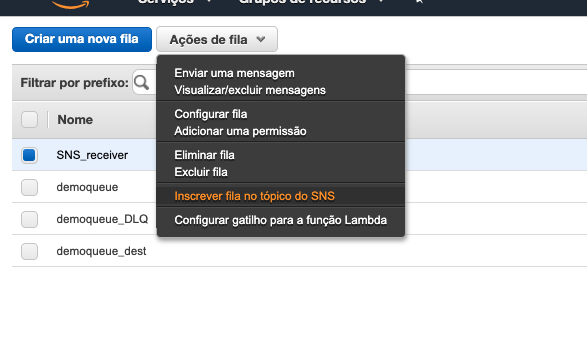 Serviços
Grupos de recursos
Criar uma nova fila
Ações de fila
Enviar uma mensagem
Visualizar/excluir mensagens
Filtrar por prefixo:
Configurar fila
Adicionar uma permissão
Nome
Eliminar fila
Excluir fila
SNS_receiver
demoqueue
Inscrever fila no tópico do SNS
Configurar gatilho para a função Lambda
demoqueue_DLQ
demoqueue_dest